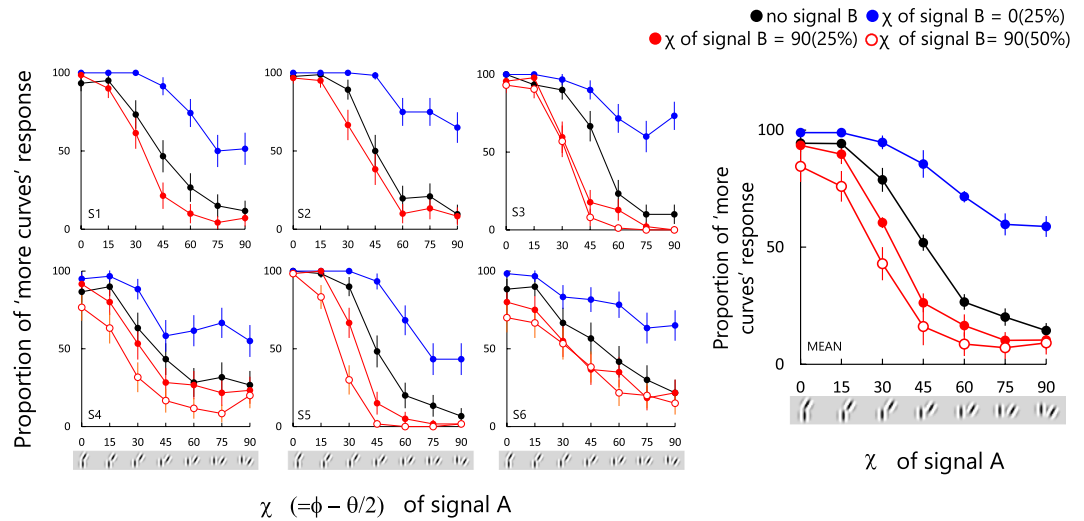 no signal B χ of signal B = 0(25%)
χ of signal B = 90(25%) χ of signal B= 90(50%)
Proportion of 'more curves' response
100
50
0
S1
0 15 30 45 60 75 90
100
50
0
S2
0 15 30 45 60 75 90
100
50
0
S3
0 15 30 45 60 75 90
100
50
0
S4
0 15 30 45 60 75 90
100
50
0
S5
0 15 30 45 60 75 90
100
50
0
S6
0 15 30 45 60 75 90
χ (=ϕ − θ/2) of signal A
Proportion of 'more
curves' response
100
50
0
MEAN
0 15 30 45 60 75 90
χ of signal A